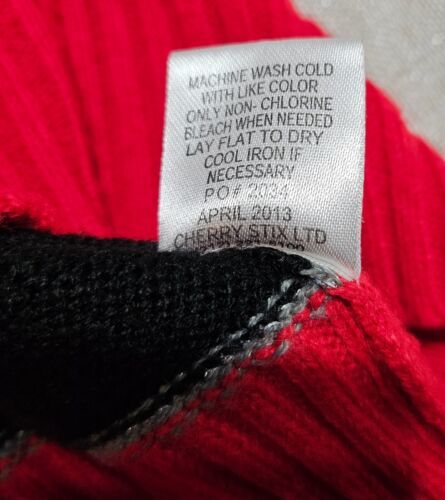 MACHINE WASH COLD
WITH LIKE COLOR
ONLY NON- CHLORINE
BLEACH WHEN NEEDED
LAY FLAT TO DRY
COOL IRON IF
NECESSARY
PO# 2034
APRIL 2013
CHERRY STIX LTD